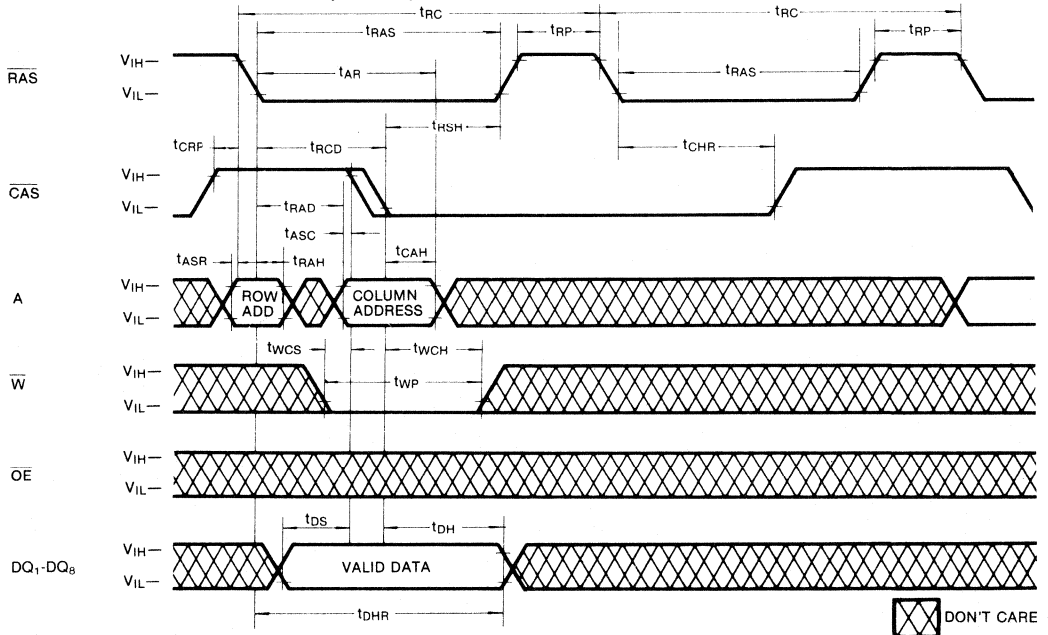 tRC tRC
tRAS tRP tRP
RAS VIH— tAR tRAS
VIL—
tRSH
tCRP tRCD tCHR
CAS VIH—
VIL— tRAD
tASC
tASR tRAH tCAH
A VIH— ROW ADD COLUMN ADDRESS
VIL—
tWCS tWCH
W VIH— tWP
VIL—
OE VIH—
VIL—
tDS tDH
DQ1-DQ8 VIH— VALID DATA
VIL—
tDHR
DON'T CARE